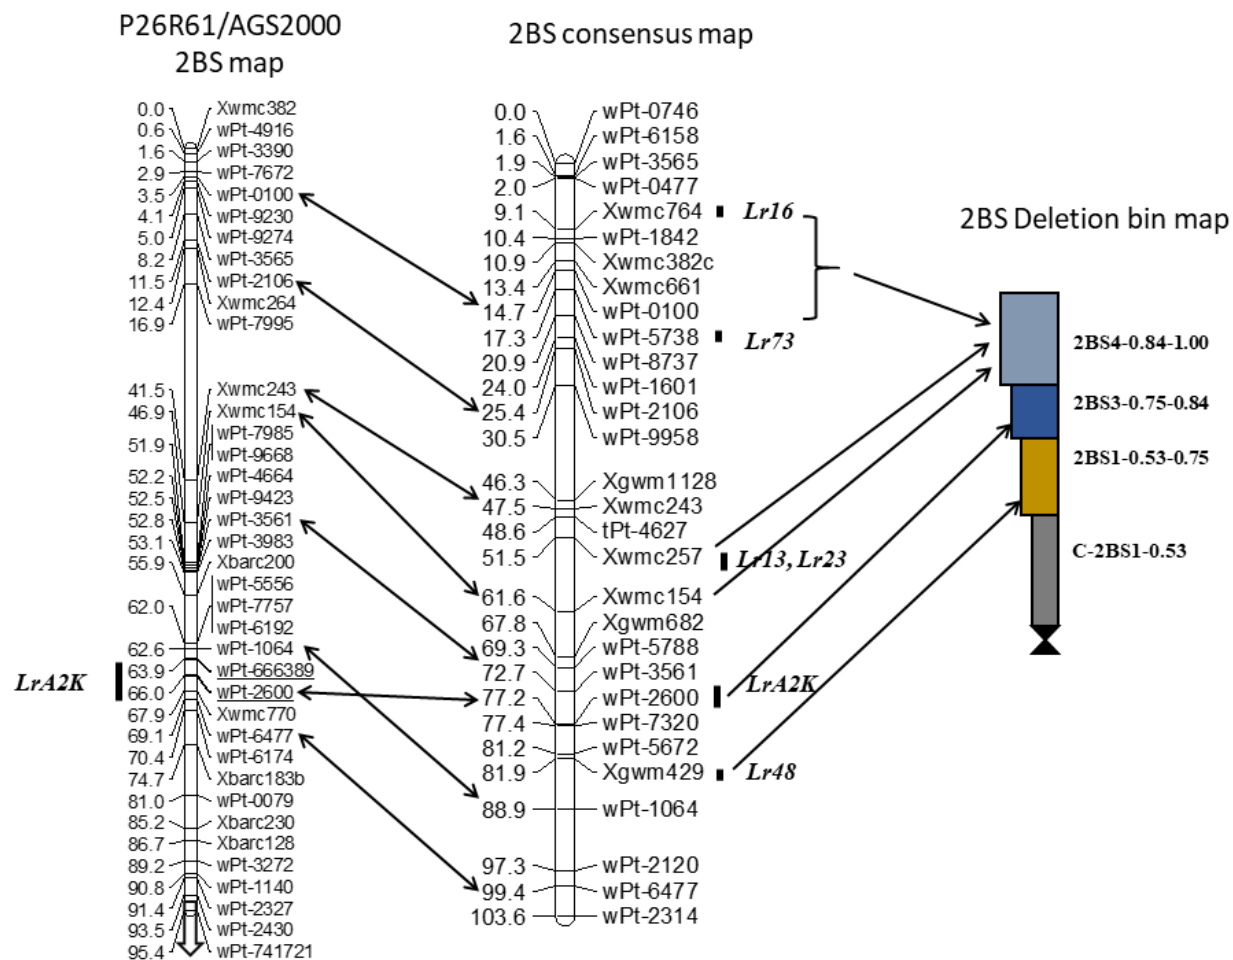 P26R61/AGS2000
2BS map
0.0 Xwmc382
0.6 wPt-4916
1.6 wPt-3390
2.9 wPt-7672
3.5 wPt-0100
4.1 wPt-9230
5.0 wPt-9274
8.2 wPt-3565
11.5 wPt-2106
12.4 Xwmc264
16.9 wPt-7995
41.5 Xwmc243
46.9 Xwmc154
wPt-7985
51.9 wPt-9668
52.2 wPt-4664
52.5 wPt-9423
52.8 wPt-3561
53.1 wPt-3983
55.9 Xbarc200
wPt-5556
62.0 wPt-7757
wPt-6192
62.6 wPt-1064
63.9 wPt-666389
LrA2K
66.0 wPt-2600
67.9 Xwmc770
69.1 wPt-6477
70.4 wPt-6174
74.7 Xbarc183b
81.0 wPt-0079
85.2 Xbarc230
86.7 Xbarc128
89.2 wPt-3272
90.8 wPt-1140
91.4 wPt-2327
93.5 wPt-2430
95.4 wPt-741721
2BS consensus map
0.0 wPt-0746
1.6 wPt-6158
1.9 wPt-3565
2.0 wPt-0477
9.1 Xwmc764 Lr16
10.4 wPt-1842
10.9 Xwmc382c
13.4 Xwmc661
14.7 wPt-0100
17.3 wPt-5738 Lr73
20.9 wPt-8737
24.0 wPt-1601
25.4 wPt-2106
30.5 wPt-9958
46.3 Xgwm1128
47.5 Xwmc243
48.6 tPt-4627
51.5 Xwmc257 Lr13, Lr23
61.6 Xwmc154
67.8 Xgwm682
69.3 wPt-5788
72.7 wPt-3561
77.2 wPt-2600 LrA2K
77.4 wPt-7320
81.2 wPt-5672
81.9 Xgwm429 Lr48
88.9 wPt-1064
97.3 wPt-2120
99.4 wPt-6477
103.6 wPt-2314
2BS Deletion bin map
2BS4-0.84-1.00
2BS3-0.75-0.84
2BS1-0.53-0.75
C-2BS1-0.53